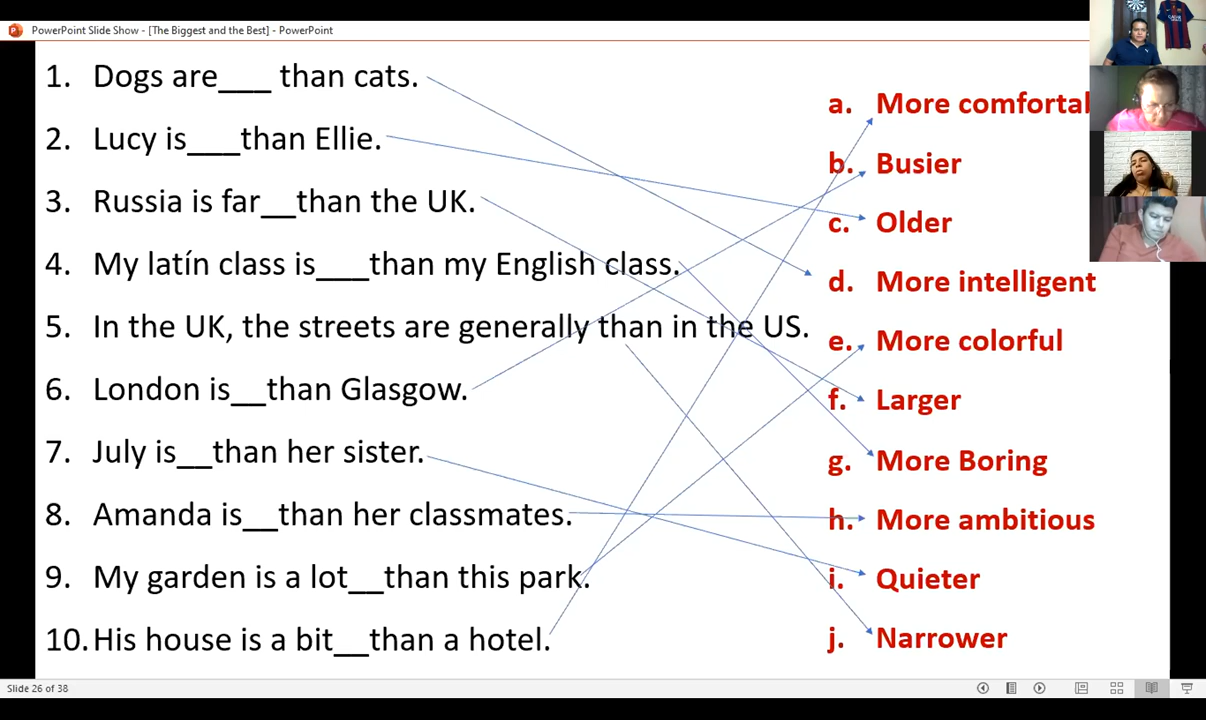 PowerPoint Slide Show - [The Biggest and the Best] - PowerPoint
1. Dogs are___ than cats.
2. Lucy is___than Ellie.
3. Russia is far__than the UK.
4. My latín class is___than my English class.
5. In the UK, the streets are generally than in the US.
6. London is__than Glasgow.
7. July is__than her sister.
8. Amanda is__than her classmates.
9. My garden is a lot__than this park.
10. His house is a bit__than a hotel.
a. More comfortal
b. Busier
c. Older
d. More intelligent
e. More colorful
f. Larger
g. More Boring
h. More ambitious
i. Quieter
j. Narrower
Slide 26 of 38